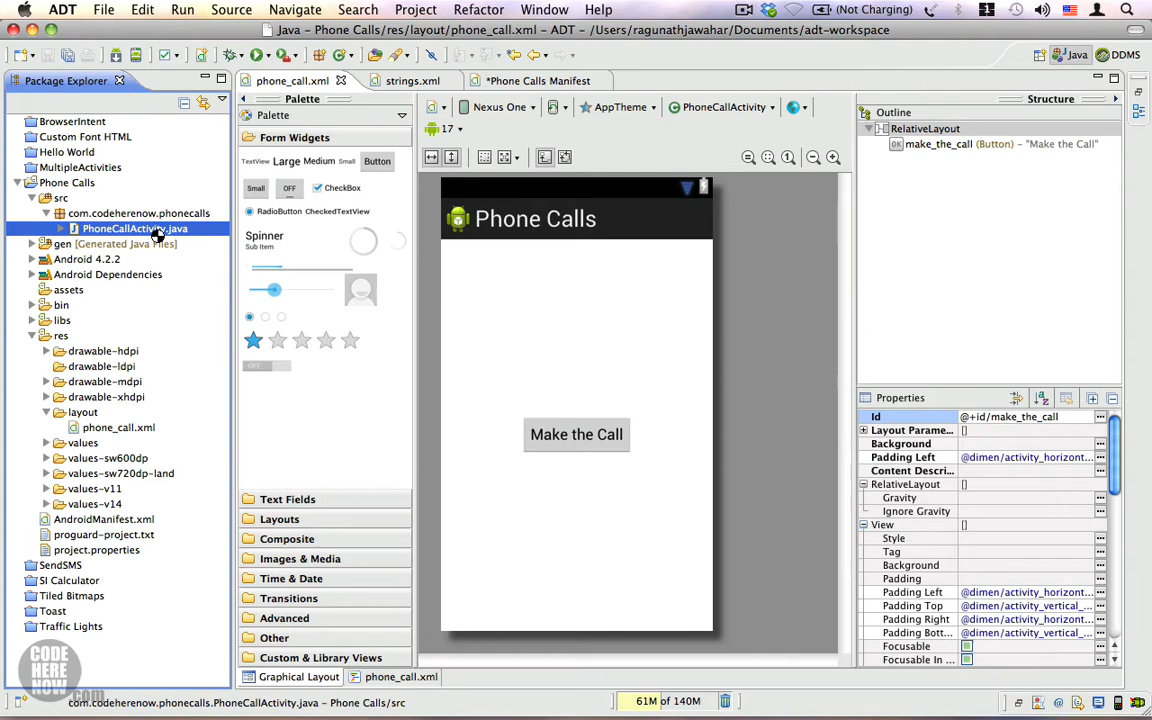 ADT File Edit Run Source Navigate Search Project Refactor Window Help (Not Charging)
Java - Phone Calls/res/layout/phone_call.xml - ADT - /Users/ragunathjawahar/Documents/adt-workspace
Java DDMS
Package Explorer
BrowserIntent
Custom Font HTML
Hello World
MultipleActivities
Phone Calls
src
com.codeherenow.phonecalls
PhoneCallActivity.java
gen [Generated Java Files]
Android 4.2.2
Android Dependencies
assets
bin
libs
res
drawable-hdpi
drawable-ldpi
drawable-mdpi
drawable-xhdpi
layout
phone_call.xml
values
values-sw600dp
values-sw720dp-land
values-v11
values-v14
AndroidManifest.xml
proguard-project.txt
project.properties
SendSMS
SI Calculator
Tiled Bitmaps
Toast
Traffic Lights
CODE
HERE
NOW.com
phone_call.xml strings.xml *Phone Calls Manifest
Palette
Palette
Form Widgets
TextView Large Medium Small Button
Small OFF CheckBox
RadioButton CheckedTextView
Spinner
Sub Item
OFF
Text Fields
Layouts
Composite
Images & Media
Time & Date
Transitions
Advanced
Other
Custom & Library Views
Graphical Layout phone_call.xml
Nexus One AppTheme PhoneCallActivity
17
Phone Calls
Make the Call
Structure
Outline
RelativeLayout
OK make_the_call (Button) - "Make the Call"
Properties
Id @+id/make_the_call
Layout Parame... []
Background
Padding Left @dimen/activity_horizont...
Content Descri...
RelativeLayout []
Gravity
Ignore Gravity
View []
Style
Tag
Background
Padding
Padding Left @dimen/activity_horizont...
Padding Top @dimen/activity_vertical_...
Padding Right @dimen/activity_horizont...
Padding Bott... @dimen/activity_vertical_...
Focusable
Focusable In ...
com.codeherenow.phonecalls.PhoneCallActivity.java - Phone Calls/src
61M of 140M